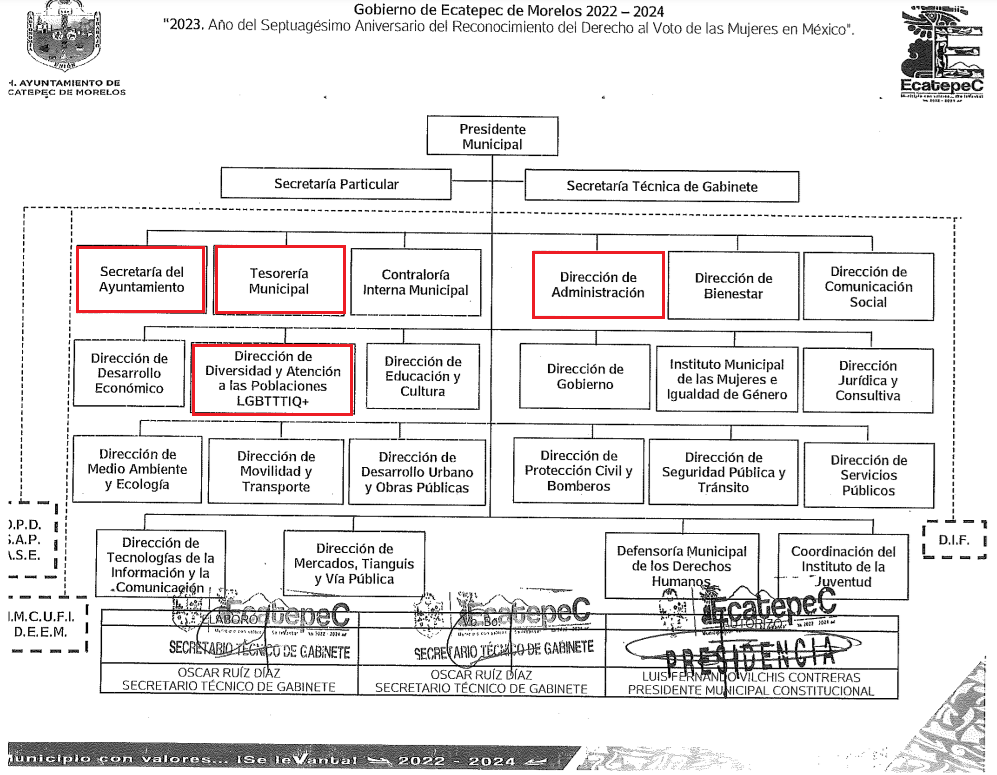 Gobierno de Ecatepec de Morelos 2022 – 2024
"2023. Año del Septuagésimo Aniversario del Reconocimiento del Derecho al Voto de las Mujeres en México".
H. AYUNTAMIENTO DE
ECATEPEC DE MORELOS
EcatepeC
Presidente
Municipal
Secretaría Particular
Secretaría Técnica de Gabinete
Secretaría del
Ayuntamiento
Tesorería
Municipal
Contraloría
Interna Municipal
Dirección de
Administración
Dirección de
Bienestar
Dirección de
Comunicación
Social
Dirección de
Desarrollo
Económico
Dirección de
Diversidad y Atención
a las Poblaciones
LGBTTTIQ+
Dirección de
Educación y
Cultura
Dirección de
Gobierno
Instituto Municipal
de las Mujeres e
Igualdad de Género
Dirección
Jurídica y
Consultiva
Dirección de
Medio Ambiente
y Ecología
Dirección de
Movilidad y
Transporte
Dirección de
Desarrollo Urbano
y Obras Públicas
Dirección de
Protección Civil y
Bomberos
Dirección de
Seguridad Pública y
Tránsito
Dirección de
Servicios
Públicos
O.P.D.
S.A.P.
A.S.E.
D.I.F.
Dirección de
Tecnologías de la
Información y la
Comunicación
Dirección de
Mercados, Tianguis
y Vía Pública
Defensoría Municipal
de los Derechos
Humanos
Coordinación del
Instituto de la
Juventud
I.M.C.U.F.I.
D.E.E.M.
EcatepeC
EcatepeC
EcatepeC
ELABORÓ
Vo. Bo.
SECRETARIO TÉCNICO DE GABINETE
SECRETARIO TÉCNICO DE GABINETE
PRESIDENCIA
OSCAR RUÍZ DÍAZ
SECRETARIO TÉCNICO DE GABINETE
OSCAR RUÍZ DÍAZ
SECRETARIO TÉCNICO DE GABINETE
LUIS FERNANDO VILCHIS CONTRERAS
PRESIDENTE MUNICIPAL CONSTITUCIONAL
Municipio con valores... ¡Se leVanta! 2022 - 2024